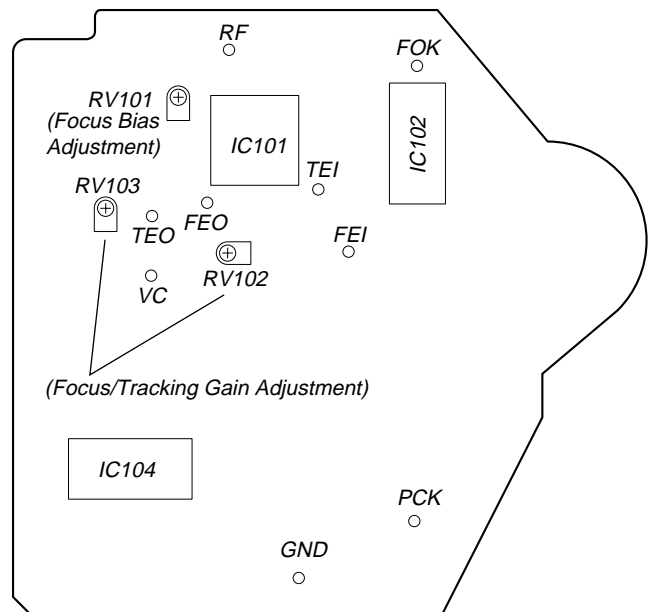 RF
FOK
RV101
(Focus Bias
Adjustment)
IC101
IC102
TEI
RV103
FEO
TEO
FEI
RV102
VC
(Focus/Tracking Gain Adjustment)
IC104
PCK
GND